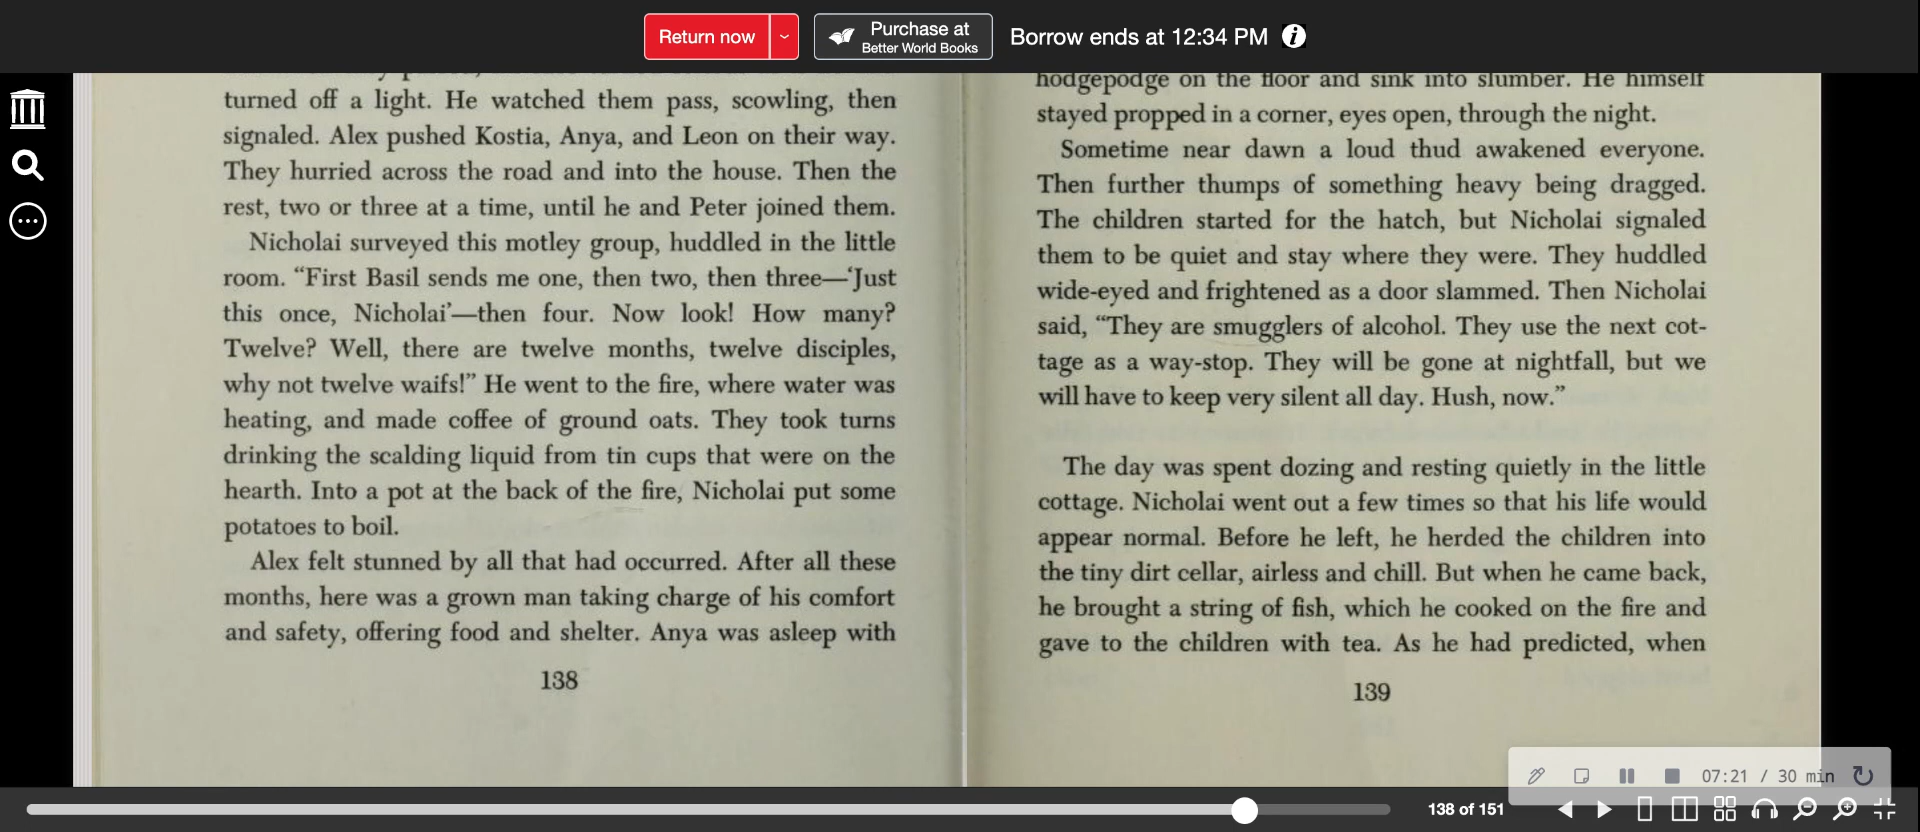 Return now
Purchase at
Better World Books
Borrow ends at 12:34 PM
turned off a light. He watched them pass, scowling, then
signaled. Alex pushed Kostia, Anya, and Leon on their way.
They hurried across the road and into the house. Then the
rest, two or three at a time, until he and Peter joined them.
Nicholai surveyed this motley group, huddled in the little
room. “First Basil sends me one, then two, then three—‘Just
this once, Nicholai’—then four. Now look! How many?
Twelve? Well, there are twelve months, twelve disciples,
why not twelve waifs!” He went to the fire, where water was
heating, and made coffee of ground oats. They took turns
drinking the scalding liquid from tin cups that were on the
hearth. Into a pot at the back of the fire, Nicholai put some
potatoes to boil.
Alex felt stunned by all that had occurred. After all these
months, here was a grown man taking charge of his comfort
and safety, offering food and shelter. Anya was asleep with
138
hodgepodge on the floor and sink into slumber. He himself
stayed propped in a corner, eyes open, through the night.
Sometime near dawn a loud thud awakened everyone.
Then further thumps of something heavy being dragged.
The children started for the hatch, but Nicholai signaled
them to be quiet and stay where they were. They huddled
wide-eyed and frightened as a door slammed. Then Nicholai
said, “They are smugglers of alcohol. They use the next cot-
tage as a way-stop. They will be gone at nightfall, but we
will have to keep very silent all day. Hush, now.”
The day was spent dozing and resting quietly in the little
cottage. Nicholai went out a few times so that his life would
appear normal. Before he left, he herded the children into
the tiny dirt cellar, airless and chill. But when he came back,
he brought a string of fish, which he cooked on the fire and
gave to the children with tea. As he had predicted, when
139
07:21 / 30 min
138 of 151